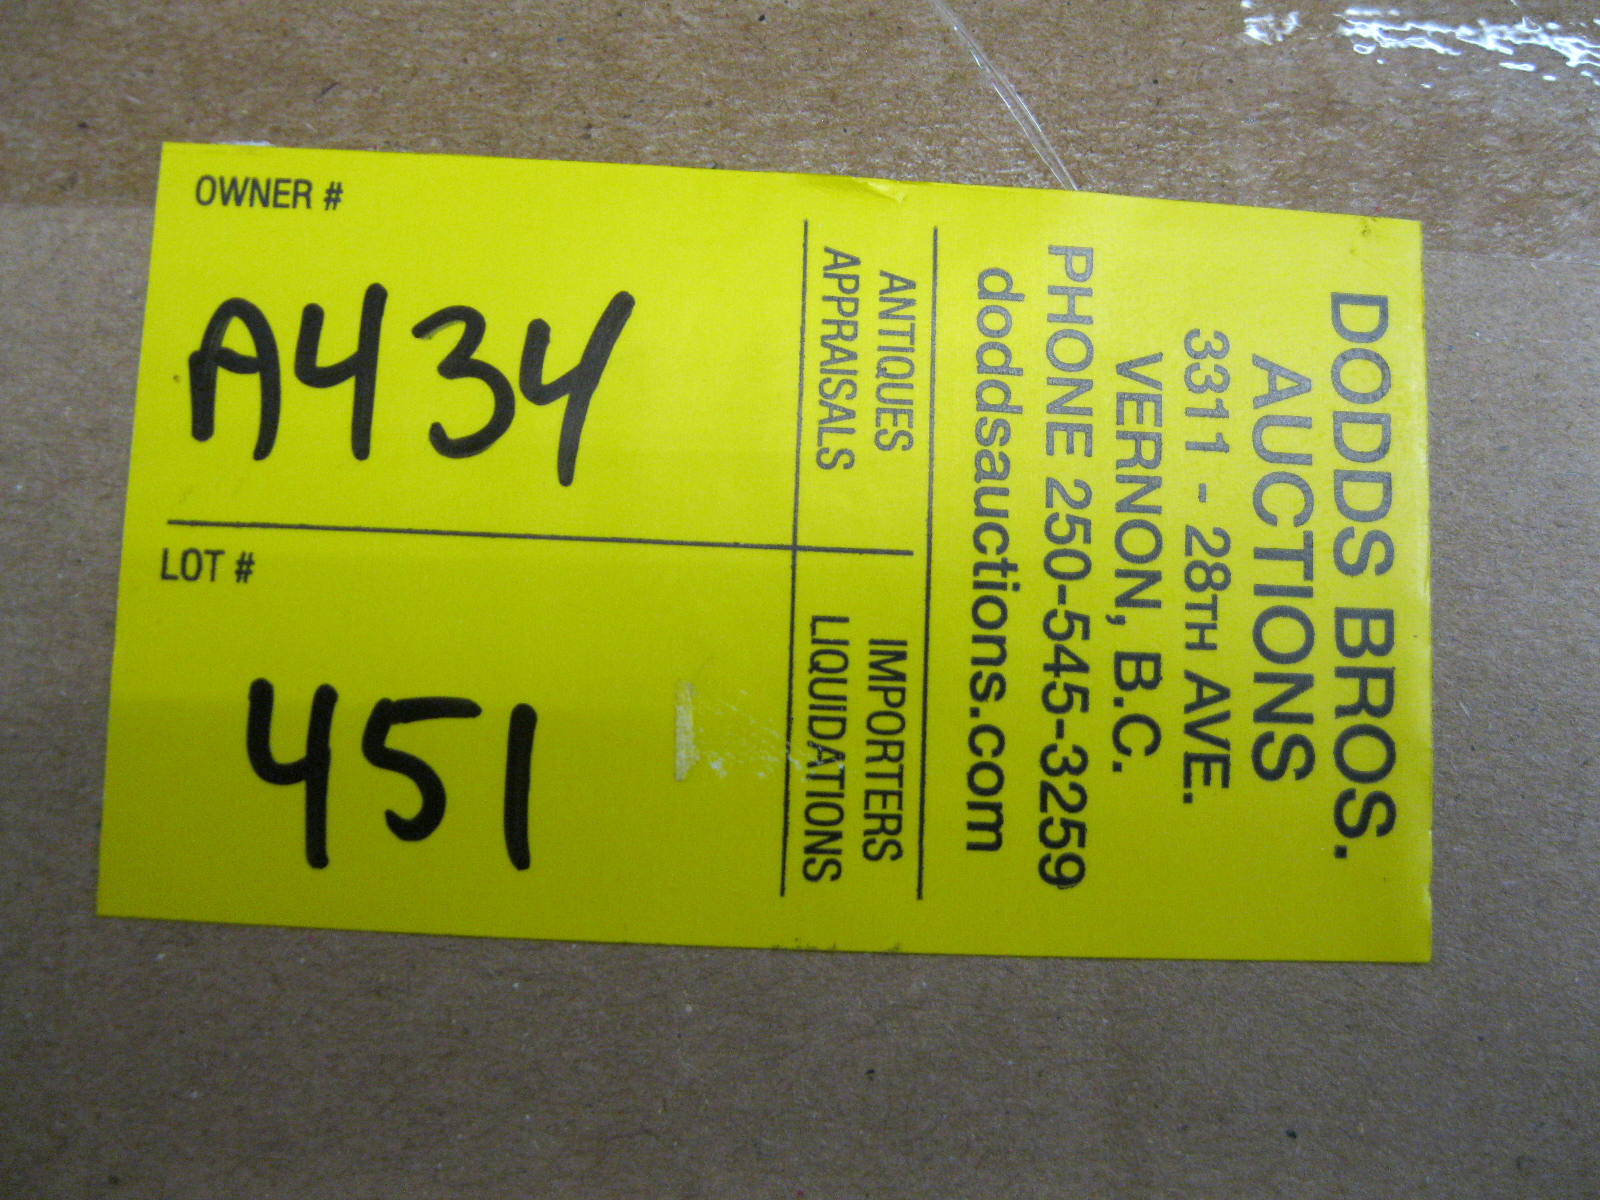 DODDS BROS.
AUCTIONS
3311 - 28TH AVE.
VERNON, B.C.
PHONE 250-545-3259
doddsauctions.com
ANTIQUES
APPRAISALS
IMPORTERS
LIQUIDATIONS
OWNER #
A434
LOT #
451